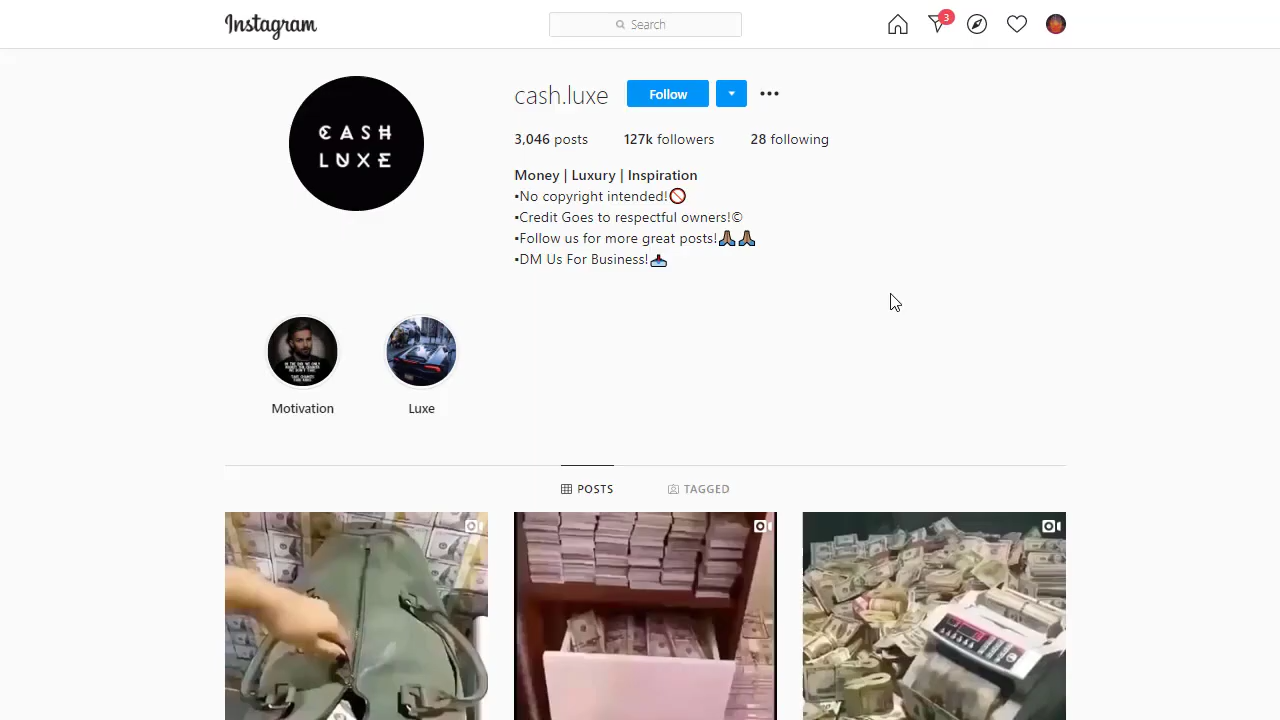 Instagram
Search
3
CASH
LUXE
cash.luxe
Follow
3,046 posts 127k followers 28 following
Money | Luxury | Inspiration
▪No copyright intended!🚫
▪Credit Goes to respectful owners!©
▪Follow us for more great posts!🙏🏾🙏🏾
▪DM Us For Business!📥
Motivation Luxe
POSTS TAGGED